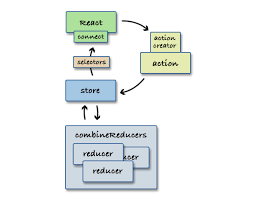 React
connect
action
creator
action
selectors
store
combineReducers
reducer
reducer
reducer